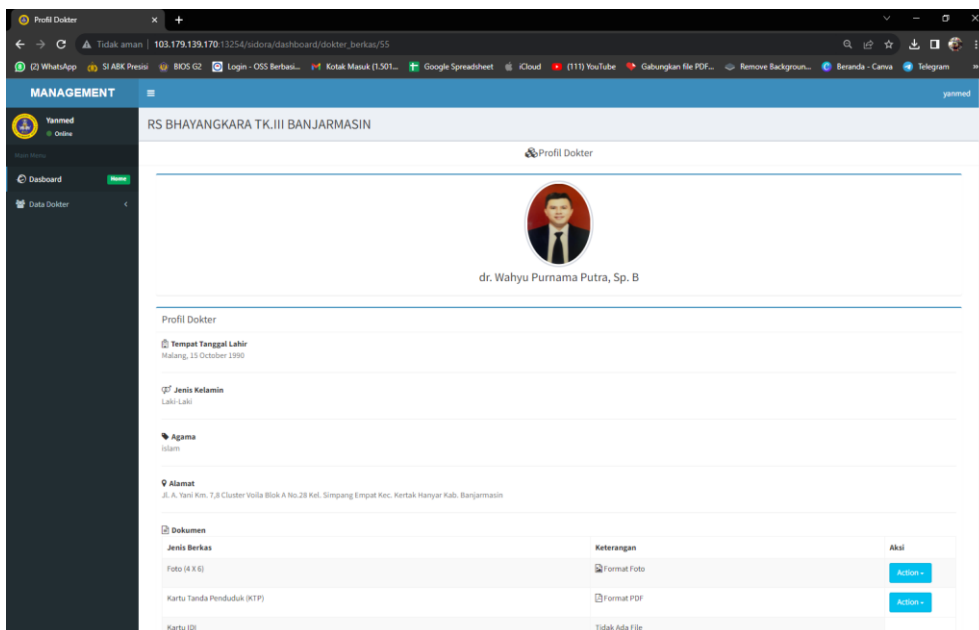 Profil Dokter
Tidak aman | 103.179.139.170:13254/sidora/dashboard/dokter_berkas/55
(2) WhatsApp SI ABK Presisi BIOS G2 Login - OSS Berbasi... Kotak Masuk (1.501... Google Spreadsheet iCloud (111) YouTube Gabungkan file PDF... Remove Backgroun... Beranda - Canva Telegram
MANAGEMENT yanmed
Yanmed
Online
RS BHAYANGKARA TK.III BANJARMASIN
Main Menu
Profil Dokter
Dasboard Home
Data Dokter
dr. Wahyu Purnama Putra, Sp. B
Profil Dokter
Tempat Tanggal Lahir
Malang, 15 October 1990
Jenis Kelamin
Laki-Laki
Agama
Islam
Alamat
Jl. A. Yani Km. 7,8 Cluster Voila Blok A No.28 Kel. Simpang Empat Kec. Kertak Hanyar Kab. Banjarmasin
Dokumen
Jenis Berkas Keterangan Aksi
Foto (4 X 6) Format Foto Action
Kartu Tanda Penduduk (KTP) Format PDF Action
Kartu IDI Tidak Ada File